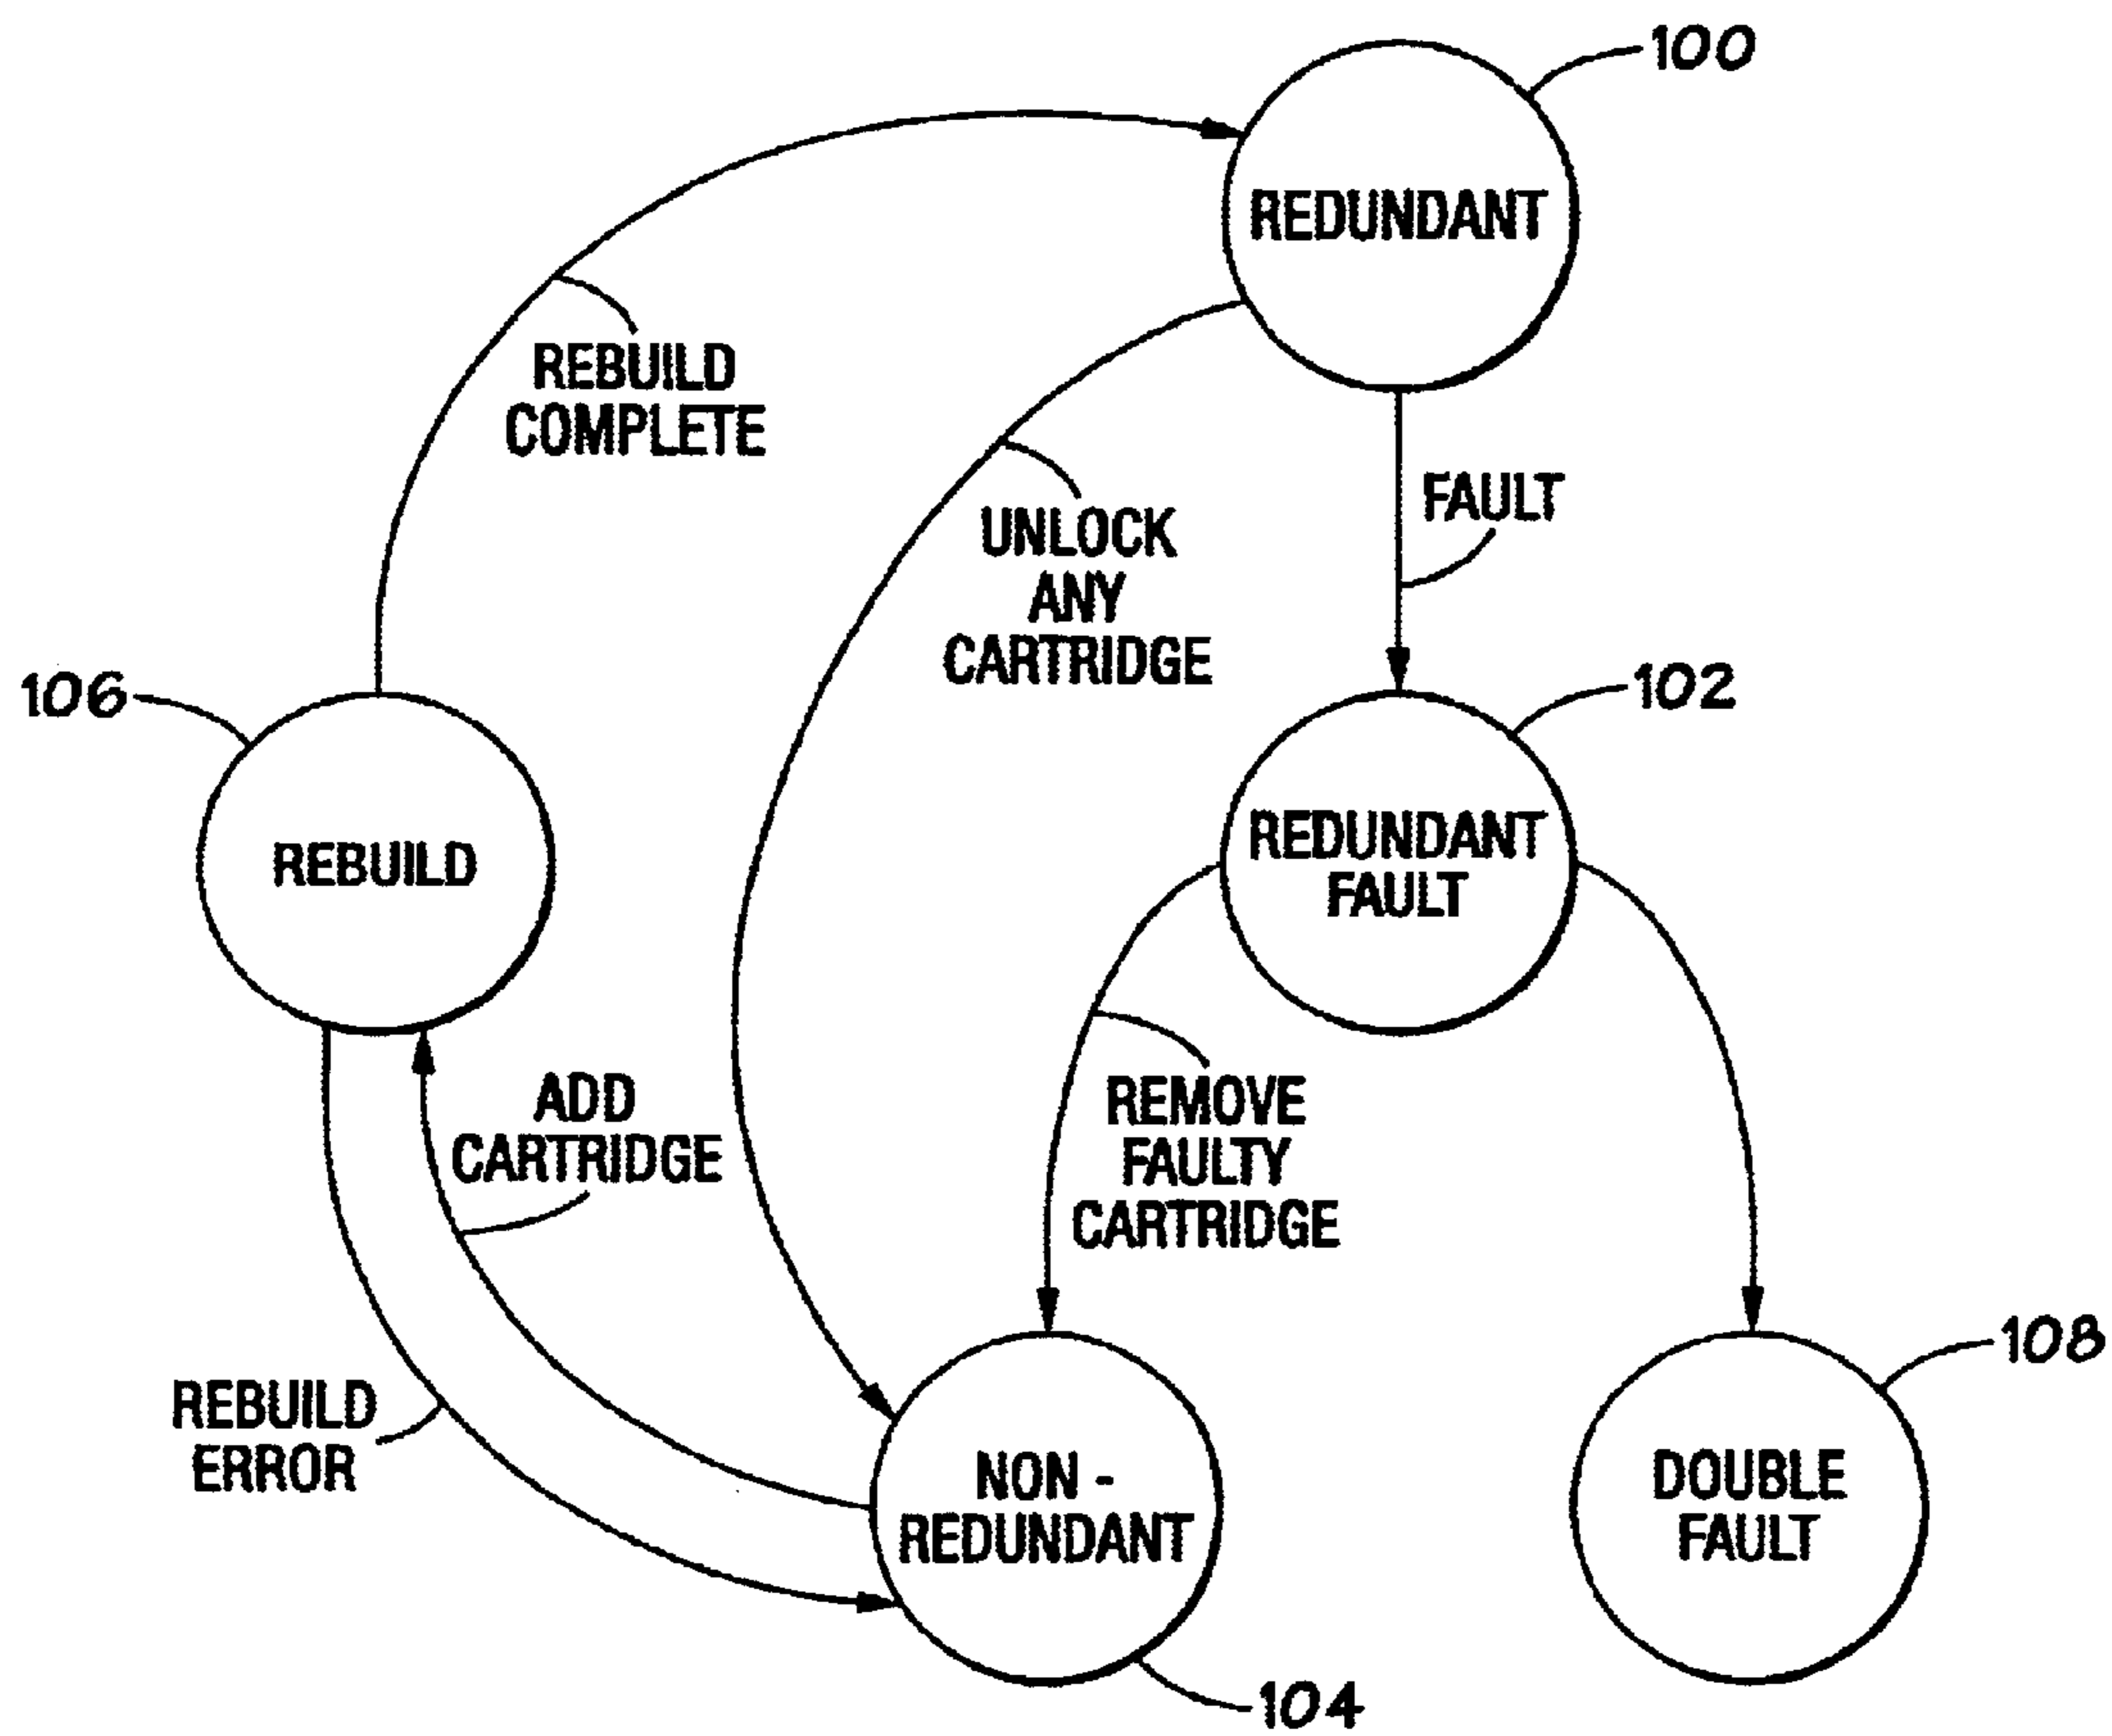 100
REDUNDANT
REBUILD
COMPLETE
UNLOCK
ANY
CARTRIDGE
FAULT
106
102
REBUILD
REDUNDANT
FAULT
ADD
CARTRIDGE
REMOVE
FAULTY
CARTRIDGE
108
REBUILD
ERROR
NON -
REDUNDANT
DOUBLE
FAULT
104